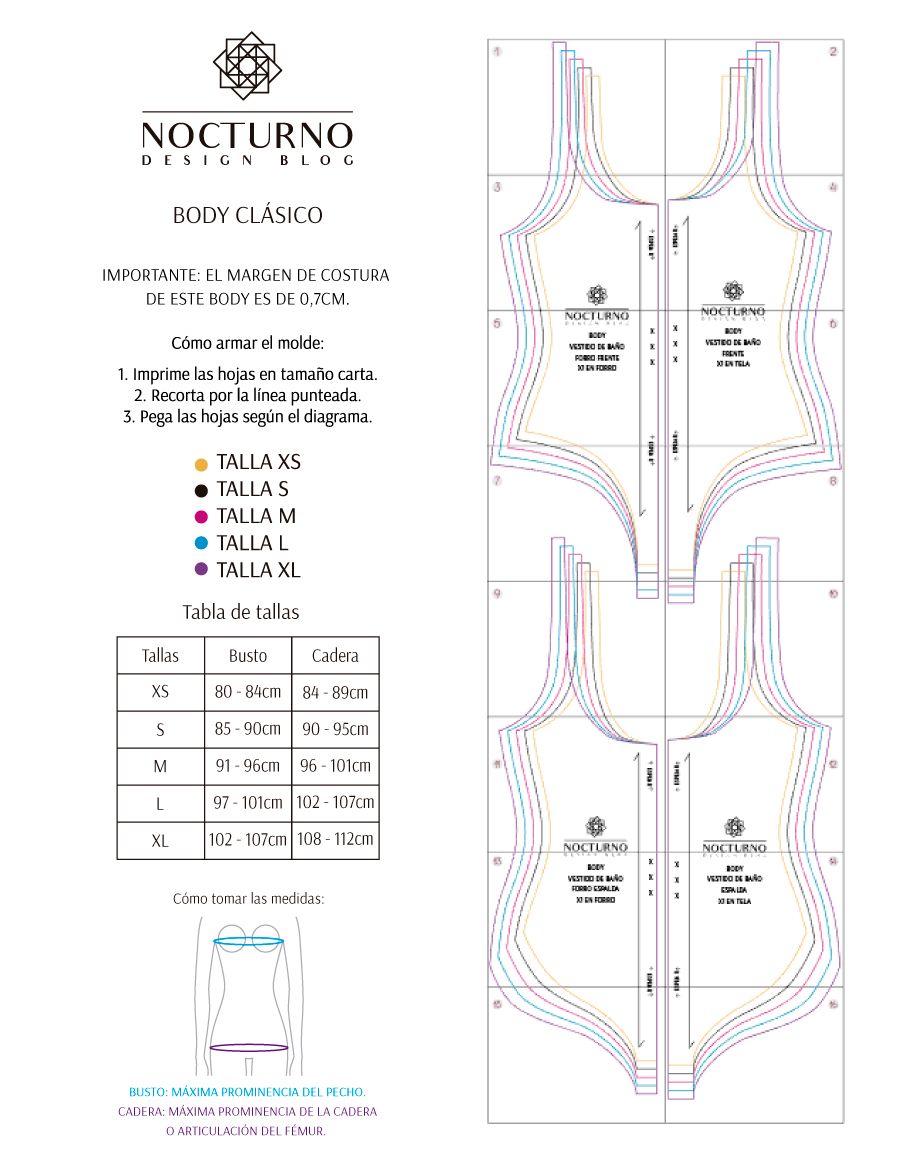 NOCTURNO
DESIGN BLOG
BODY CLÁSICO
IMPORTANTE: EL MARGEN DE COSTURA
DE ESTE BODY ES DE 0,7CM.
Cómo armar el molde:
1. Imprime las hojas en tamaño carta.
2. Recorta por la línea punteada.
3. Pega las hojas según el diagrama.
TALLA XS
TALLA S
TALLA M
TALLA L
TALLA XL
Tabla de tallas
Tallas Busto Cadera
XS 80 - 84cm 84 - 89cm
S 85 - 90cm 90 - 95cm
M 91 - 96cm 96 - 101cm
L 97 - 101cm 102 - 107cm
XL 102 - 107cm 108 - 112cm
Cómo tomar las medidas:
BUSTO: MÁXIMA PROMINENCIA DEL PECHO.
CADERA: MÁXIMA PROMINENCIA DE LA CADERA
O ARTICULACIÓN DEL FÉMUR.
1
2
3
4
NOCTURNO
DESIGN BLOG
BODY
VESTIDO DE BAÑO
FORRO FRENTE
X1 EN FORRO
X
X
X
NOCTURNO
DESIGN BLOG
BODY
VESTIDO DE BAÑO
FRENTE
X1 EN TELA
X
X
X
5
6
7
8
9
10
11
12
NOCTURNO
DESIGN BLOG
BODY
VESTIDO DE BAÑO
FORRO ESPALDA
X1 EN FORRO
X
X
X
NOCTURNO
DESIGN BLOG
BODY
VESTIDO DE BAÑO
ESPALDA
X1 EN TELA
X
X
X
13
14
15
16